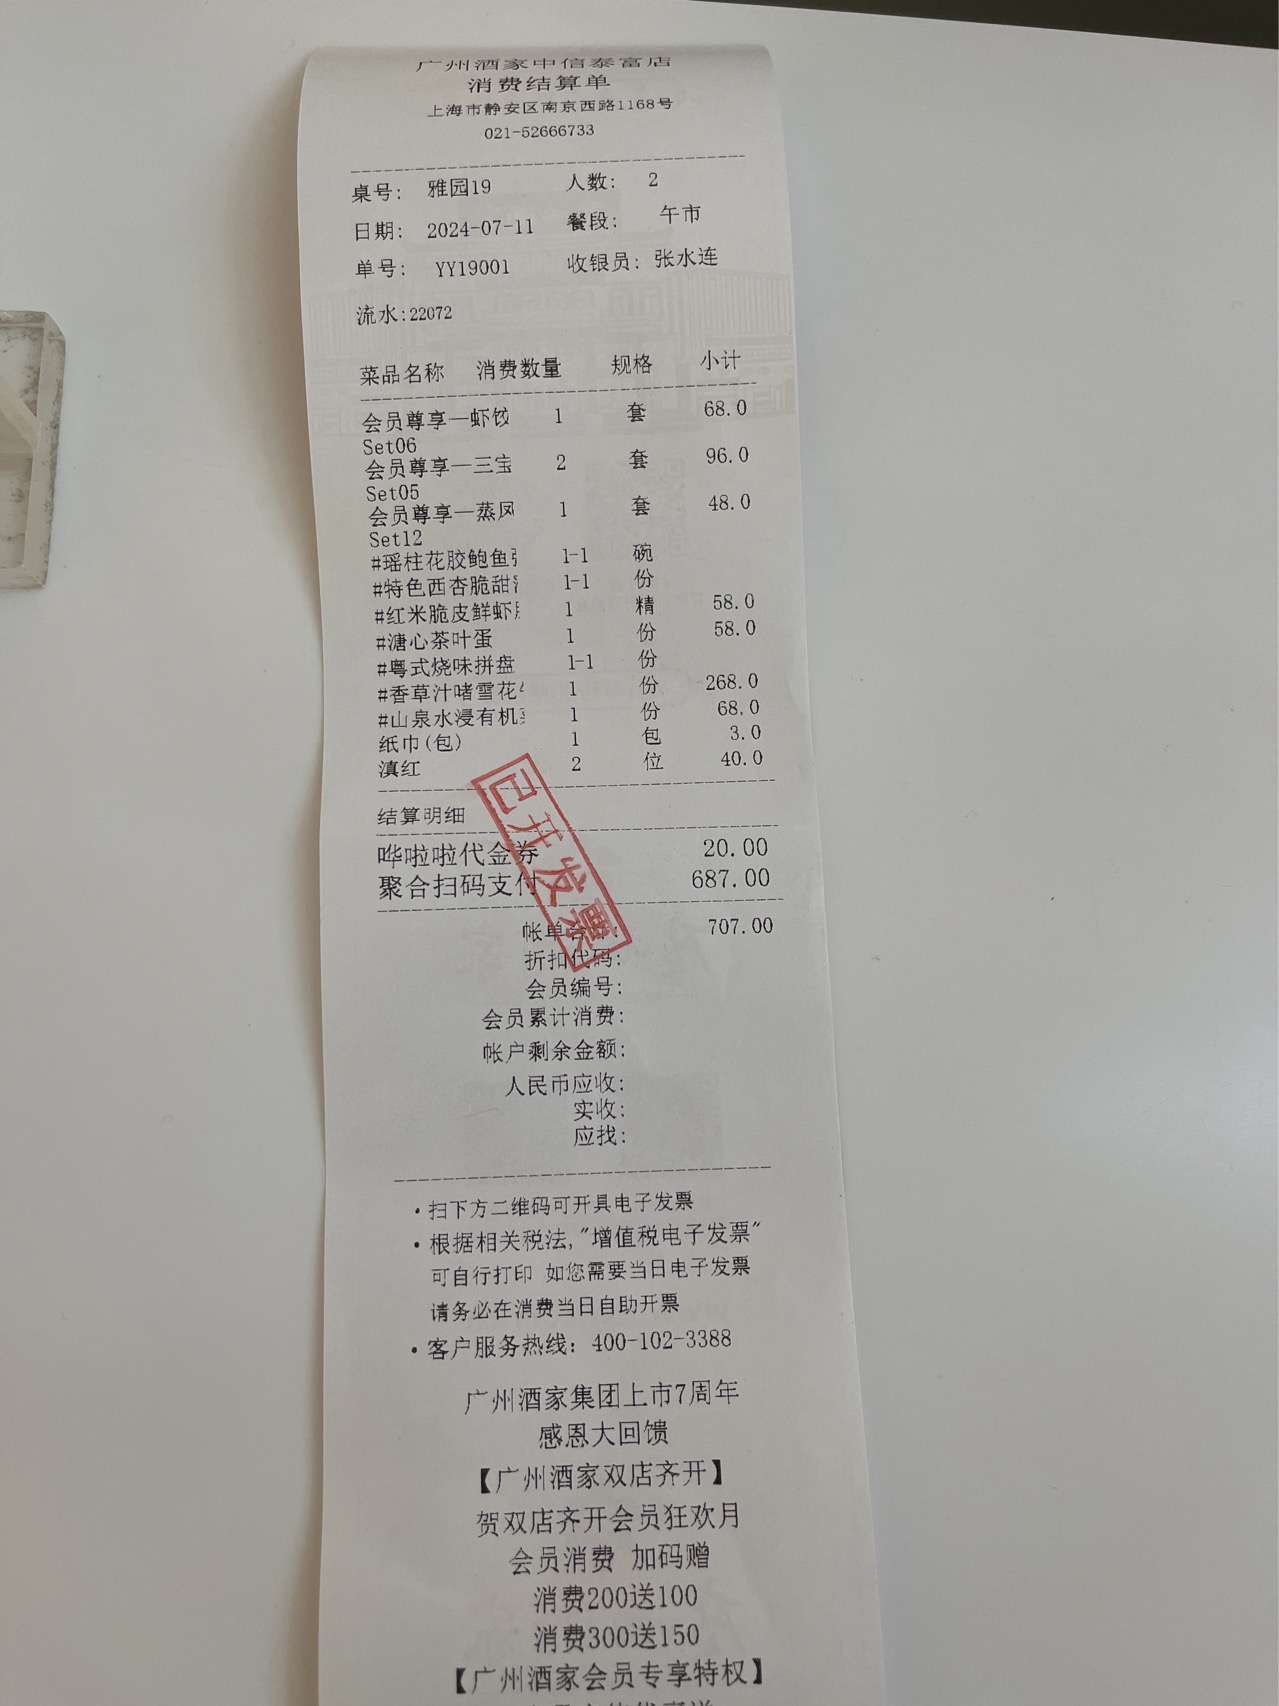 广州酒家中信泰富店
消费结算单
上海市静安区南京西路1168号
021-52666733
桌号: 雅园19 人数: 2
日期: 2024-07-11 餐段: 午市
单号: YY19001 收银员: 张水连
流水:22072
菜品名称 消费数量 规格 小计
会员尊享—虾饺 1 套 68.0
Set06
会员尊享—三宝 2 套 96.0
Set05
会员尊享—蒸凤 1 套 48.0
Set12
#瑶柱花胶鲍鱼 1-1 碗
#特色西杏脆甜 1-1 份
#红米脆皮鲜虾 1 精 58.0
#溏心茶叶蛋 1 份 58.0
#粤式烧味拼盘 1-1 份
#香草汁啫雪花 1 份 268.0
#山泉水浸有机 1 份 68.0
纸巾(包) 1 包 3.0
滇红 2 位 40.0
结算明细
哗啦啦代金券 20.00
聚合扫码支付 687.00
已开发票
帐单 : 707.00
折扣代码:
会员编号:
会员累计消费:
帐户剩余金额:
人民币应收:
实收:
应找:
·扫下方二维码可开具电子发票
·根据相关税法,"增值税电子发票"
可自行打印 如您需要当日电子发票
请务必在消费当日自助开票
·客户服务热线: 400-102-3388
广州酒家集团上市7周年
感恩大回馈
【广州酒家双店齐开】
贺双店齐开会员狂欢月
会员消费 加码赠
消费200送100
消费300送150
【广州酒家会员专享特权】